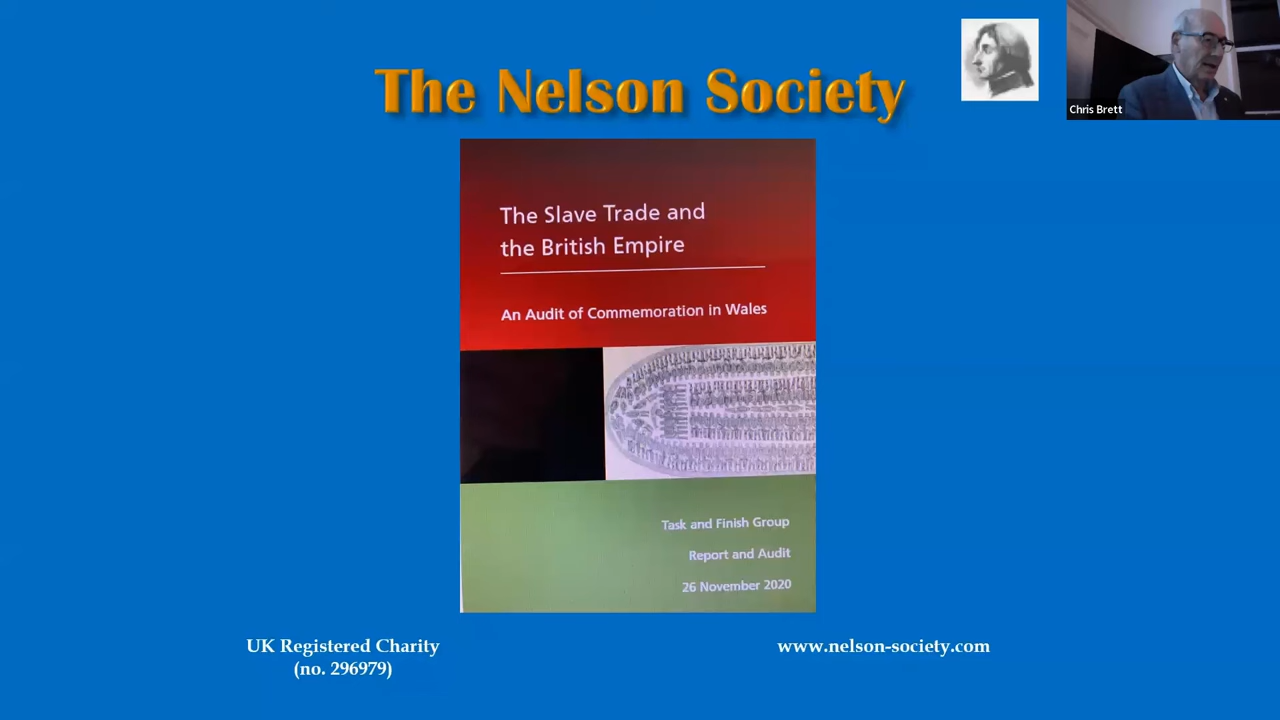 The Nelson Society
Chris Brett
The Slave Trade and
the British Empire
An Audit of Commemoration in Wales
Task and Finish Group
Report and Audit
26 November 2020
UK Registered Charity
(no. 296979)
www.nelson-society.com